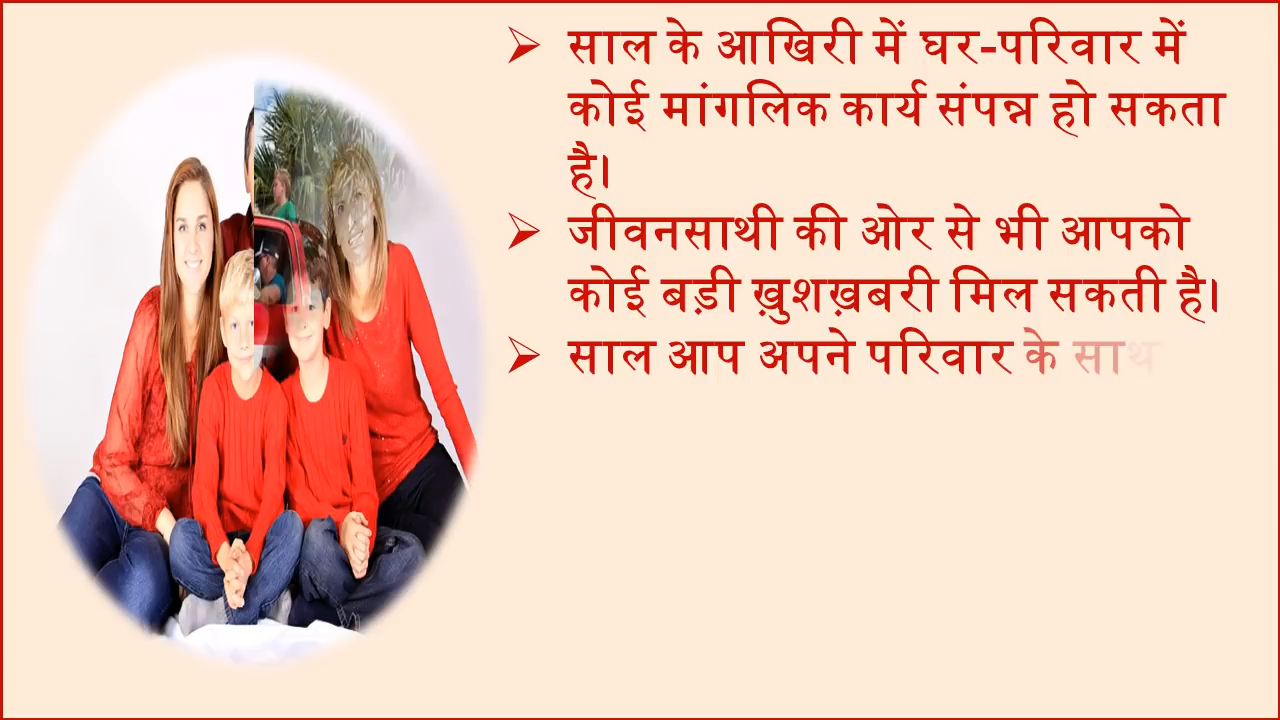 ➢ साल के आखिरी में घर-परिवार में
कोई मांगलिक कार्य संपन्न हो सकता
है।
➢ जीवनसाथी की ओर से भी आपको
कोई बड़ी ख़ुशख़बरी मिल सकती है।
➢ साल आप अपने परिवार के साथ